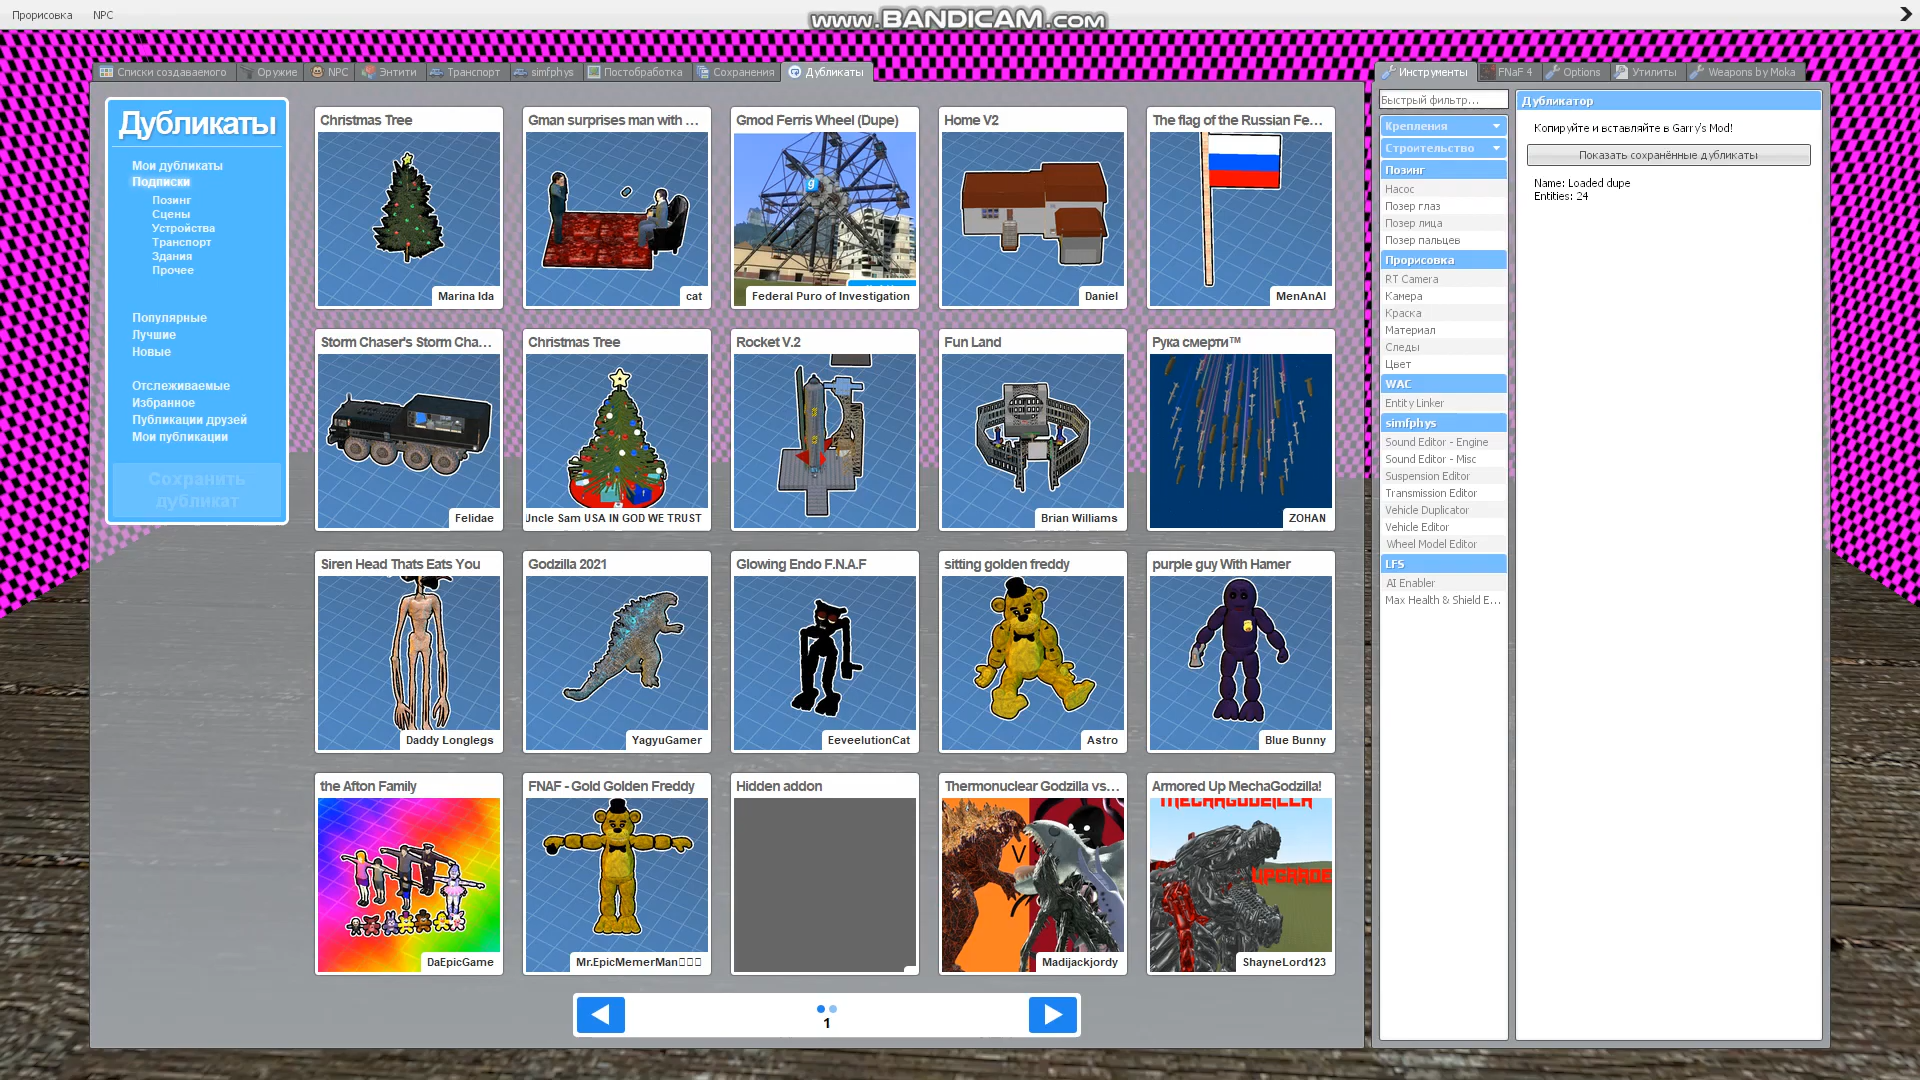 Прорисовка NPC
www.BANDICAM.com
Списки создаваемого Оружие NPC Энтити Транспорт simfphys Постобработка Сохранения Дубликаты
Инструменты FNaF 4 Options Утилиты Weapons by Moka
Дубликаты
Мои дубликаты
Подписки
Позинг
Сцены
Устройства
Транспорт
Здания
Прочее
Популярные
Лучшие
Новые
Отслеживаемые
Избранное
Публикации друзей
Мои публикации
Сохранить
дубликат
Christmas Tree
Marina Ida
Gman surprises man with ...
cat
Gmod Ferris Wheel (Dupe)
Federal Puro of Investigation
Home V2
Daniel
The flag of the Russian Fe...
MenAnAl
Storm Chaser's Storm Cha...
Felidae
Christmas Tree
Uncle Sam USA IN GOD WE TRUST
Rocket V.2
Fun Land
Brian Williams
Рука смерти™
ZOHAN
Siren Head Thats Eats You
Daddy Longlegs
Godzilla 2021
YagyuGamer
Glowing Endo F.N.A.F
EeveelutionCat
sitting golden freddy
Astro
purple guy With Hamer
Blue Bunny
the Afton Family
DaEpicGame
FNAF - Gold Golden Freddy
Mr.EpicMemerMan
Hidden addon
Thermonuclear Godzilla vs...
V
Madijackjordy
Armored Up MechaGodzilla!
MECHAGODZILLA
UPGRADE
ShayneLord123
1
Быстрый фильтр...
Крепления
Строительство
Позинг
Насос
Позер глаз
Позер лица
Позер пальцев
Прорисовка
RT Camera
Камера
Краска
Материал
Следы
Цвет
WAC
Entity Linker
simfphys
Sound Editor - Engine
Sound Editor - Misc
Suspension Editor
Transmission Editor
Vehicle Duplicator
Vehicle Editor
Wheel Model Editor
LFS
AI Enabler
Max Health & Shield E...
Дубликатор
Копируйте и вставляйте в Garry's Mod!
Показать сохранённые дубликаты
Name: Loaded dupe
Entities: 24